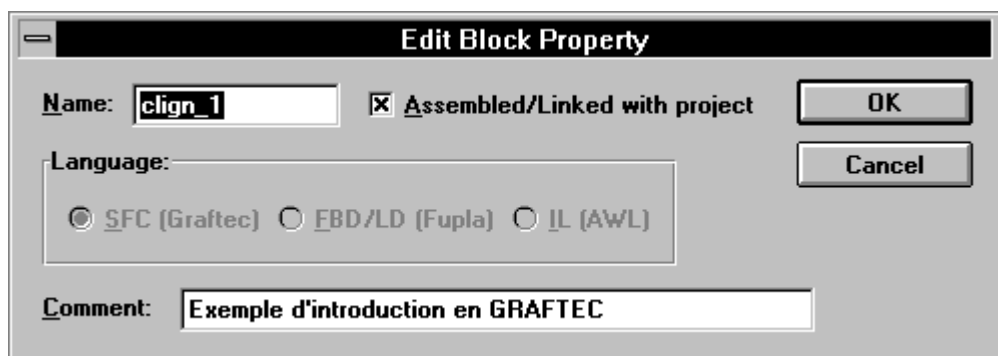 Edit Block Property
Name: clign_1 Assembled/Linked with project OK
Language: Cancel
SFC (Graftec) FBD/LD (Fupla) IL (AWL)
Comment: Exemple d'introduction en GRAFTEC